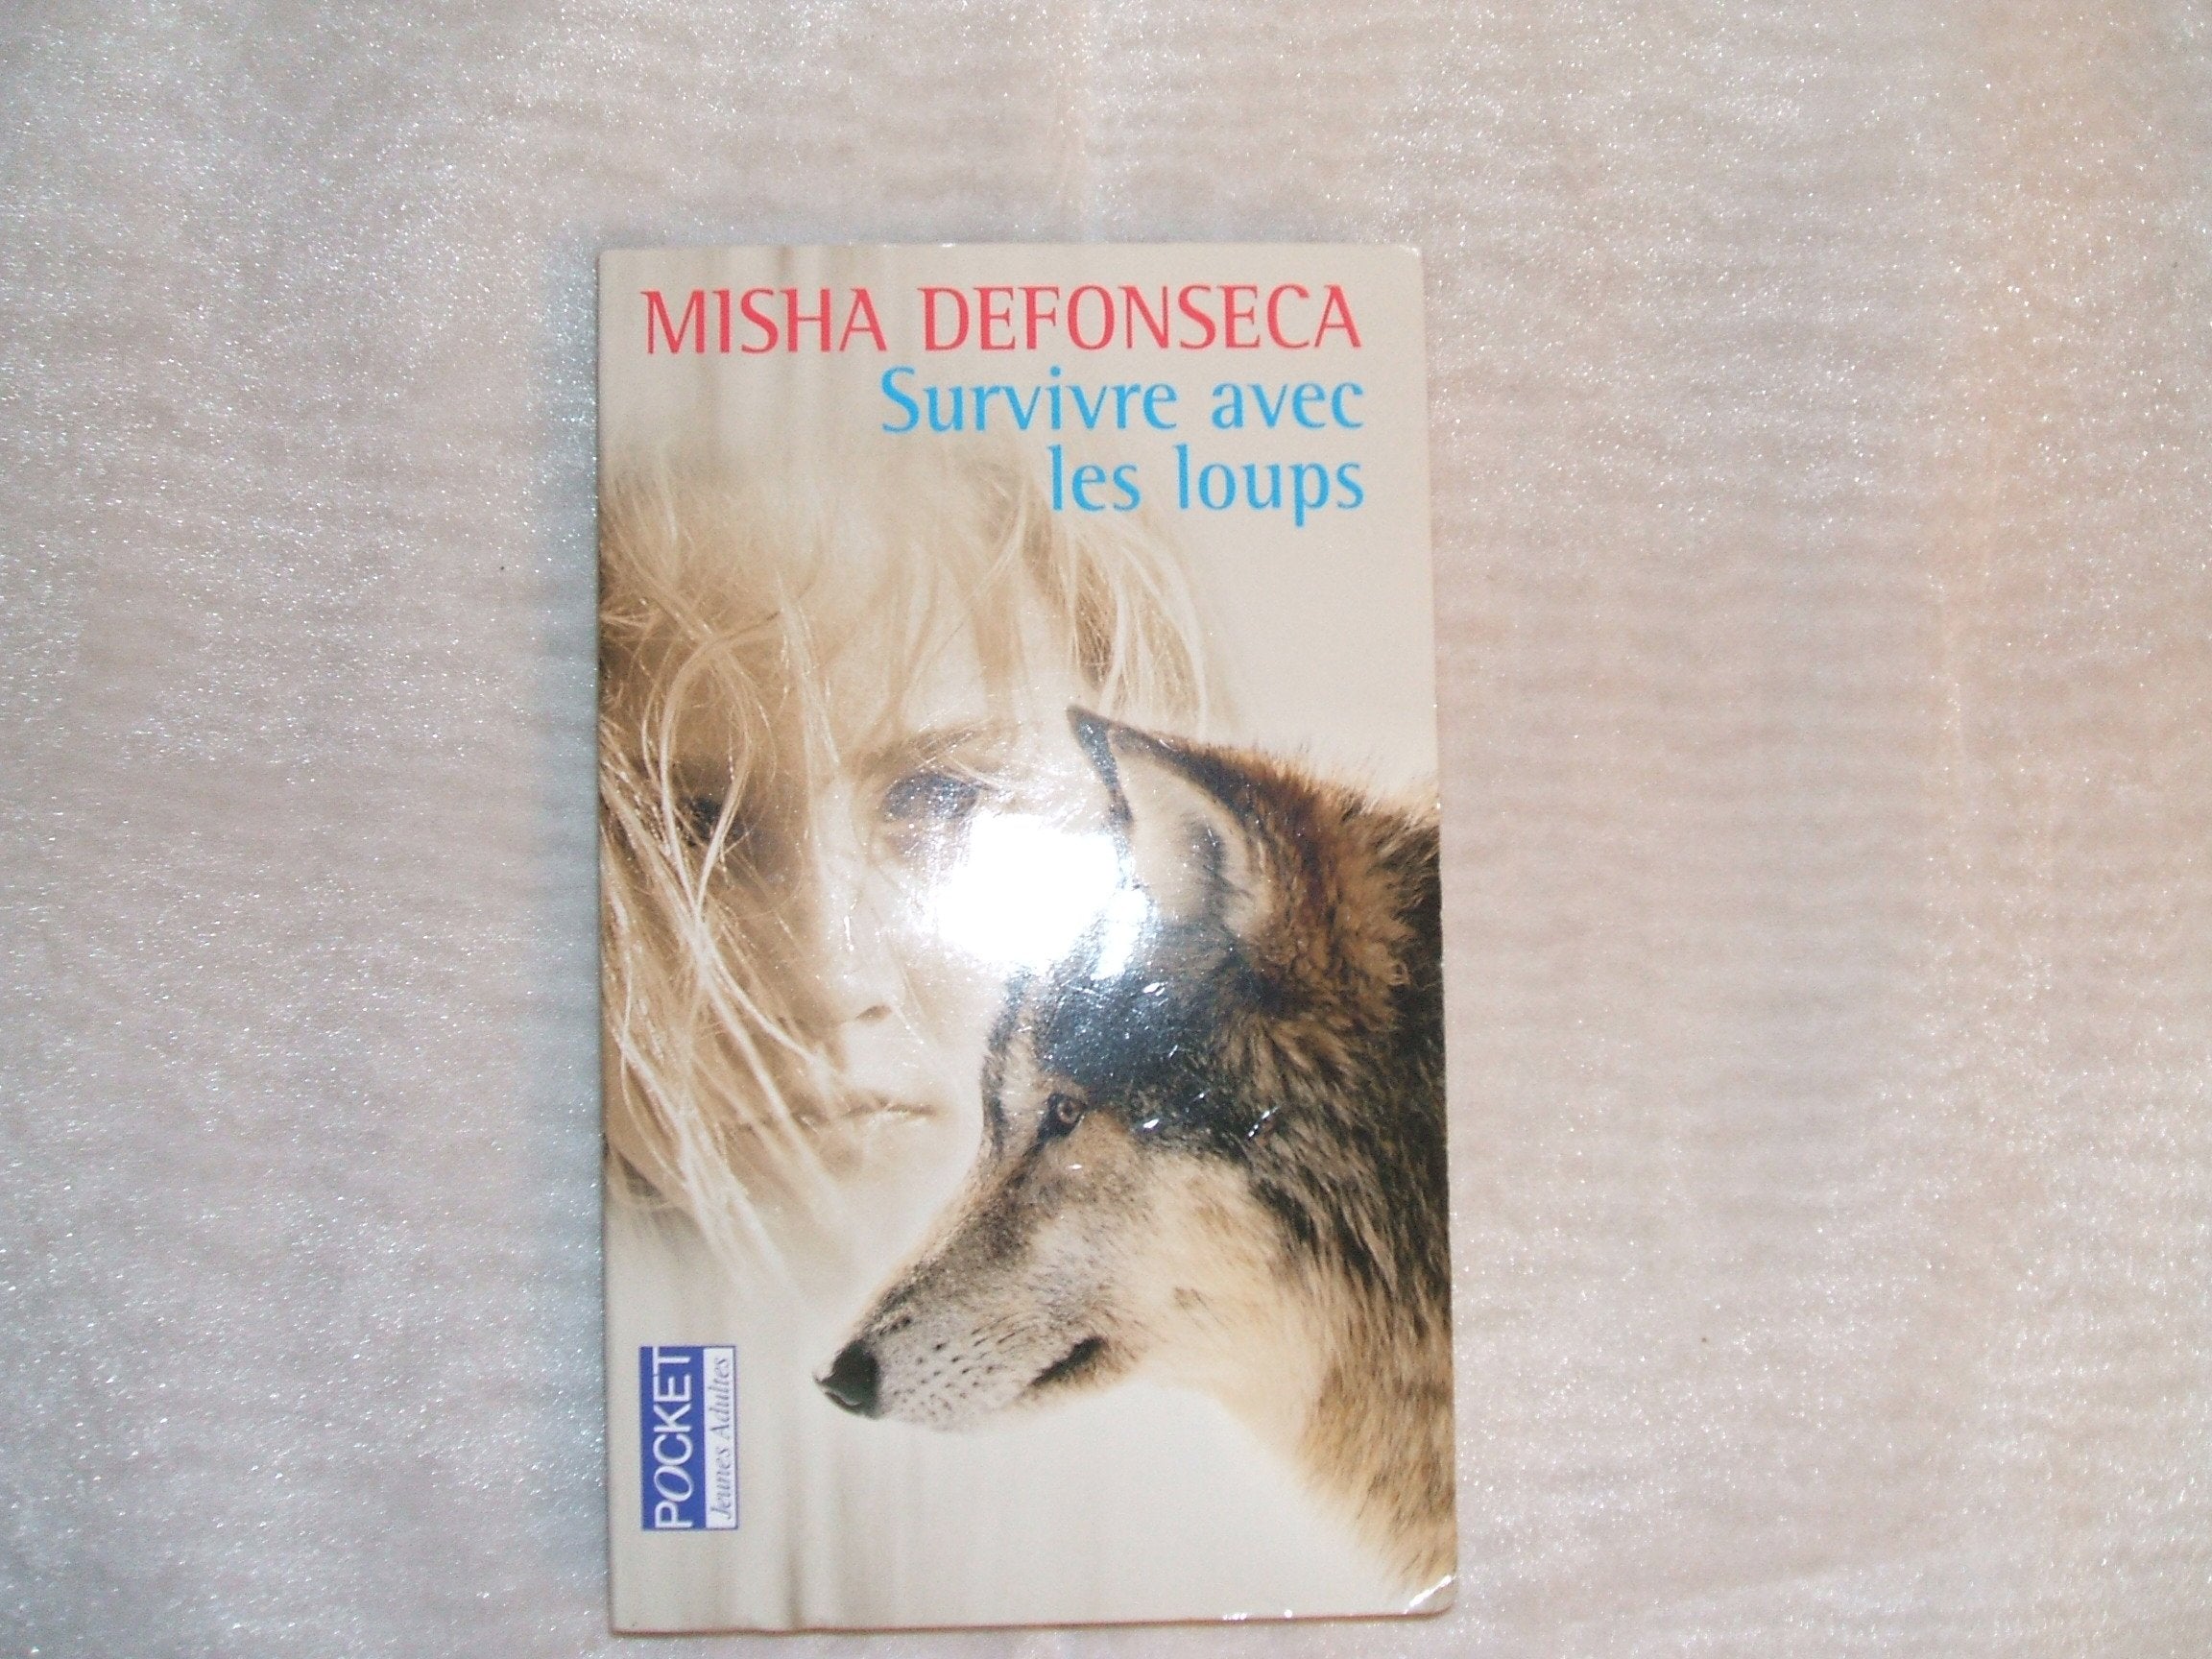 MISHA DEFONSECA
Survivre avec
les loups
POCKET
Jeunes Adultes